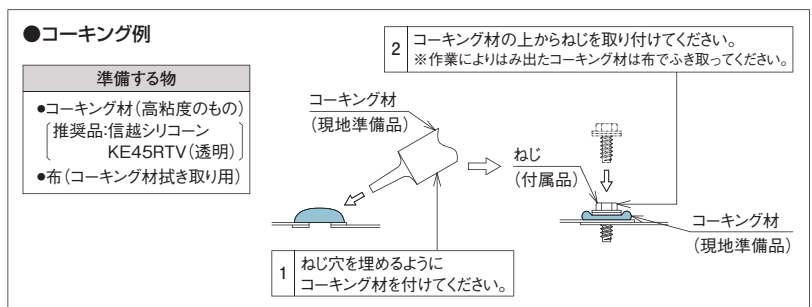 ●コーキング例
準備する物
●コーキング材(高粘度のもの)
推奨品:信越シリコーン
KE45RTV(透明)
●布(コーキング材拭き取り用)
コーキング材
(現地準備品)
1 ねじ穴を埋めるように
コーキング材を付けてください。
2 コーキング材の上からねじを取り付けてください。
※作業によりはみ出たコーキング材は布でふき取ってください。
ねじ
(付属品)
コーキング材
(現地準備品)